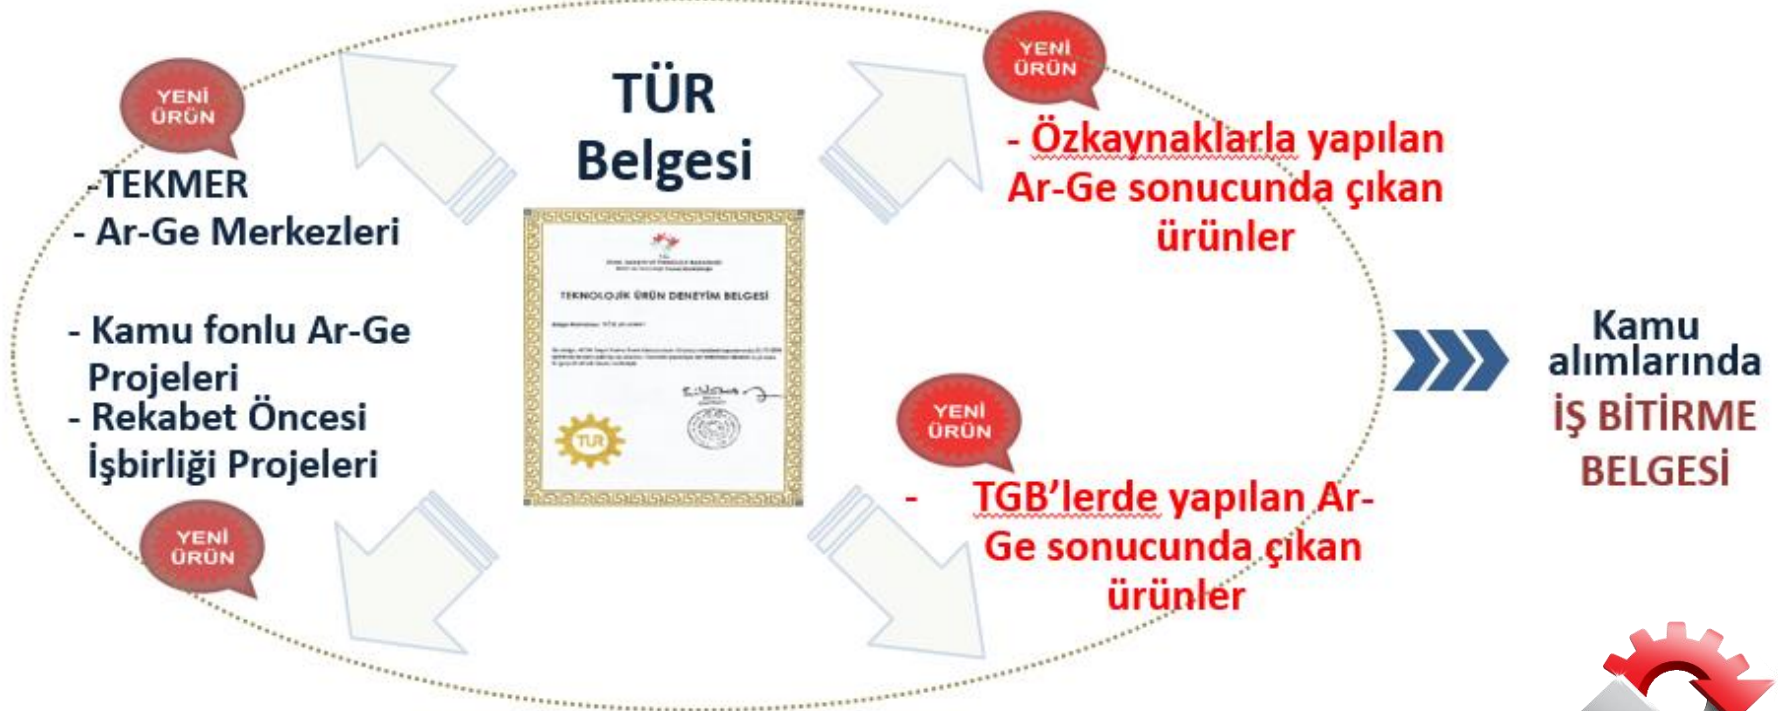 TÜR
Belgesi
YENİ
ÜRÜN
-TEKMER
- Ar-Ge Merkezleri
- Kamu fonlu Ar-Ge
Projeleri
- Rekabet Öncesi
İşbirliği Projeleri
YENİ
ÜRÜN
TEKNOLOJİK ÜRÜN DENEYİM BELGESİ
TUR
YENİ
ÜRÜN
- Özkaynaklarla yapılan
Ar-Ge sonucunda çıkan
ürünler
YENİ
ÜRÜN
- TGB’lerde yapılan Ar-
Ge sonucunda çıkan
ürünler
Kamu
alımlarında
İŞ BİTİRME
BELGESİ